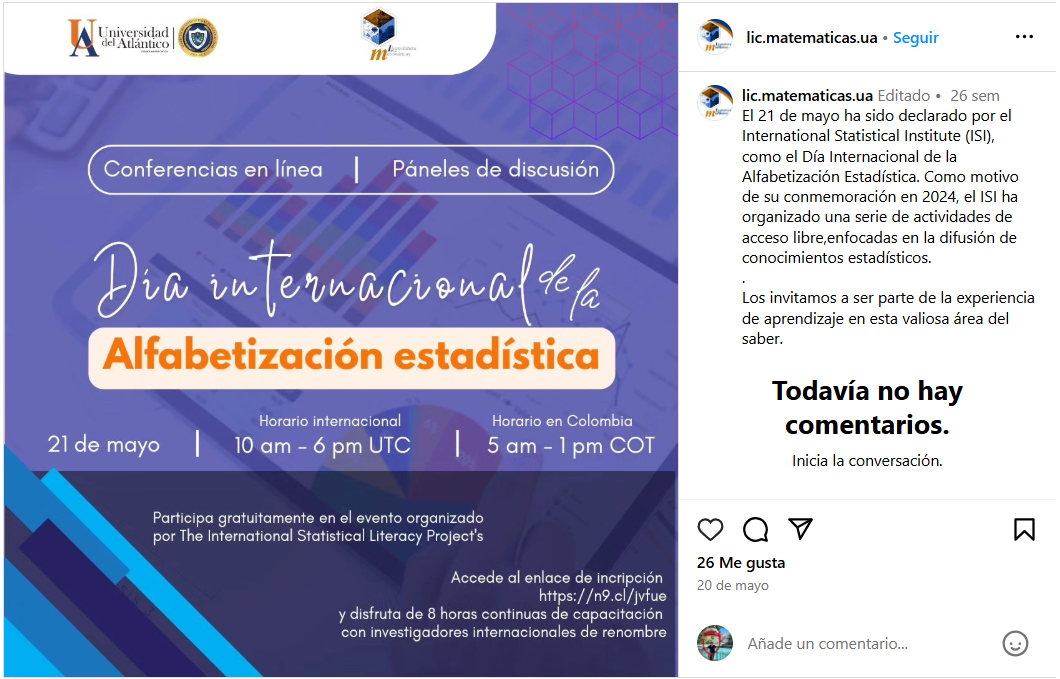 Universidad
del Atlántico
Conferencias en línea | Páneles de discusión
Día internacional de la
Alfabetización estadística
21 de mayo
Horario internacional
10 am - 6 pm UTC
Horario en Colombia
5 am - 1 pm COT
Participa gratuitamente en el evento organizado
por The International Statistical Literacy Project's
Accede al enlace de incripción
https://n9.cl/jvfue
y disfruta de 8 horas continuas de capacitación
con investigadores internacionales de renombre
lic.matematicas.ua • Seguir
lic.matematicas.ua Editado • 26 sem
El 21 de mayo ha sido declarado por el
International Statistical Institute (ISI),
como el Día Internacional de la
Alfabetización Estadística. Como motivo
de su conmemoración en 2024, el ISI ha
organizado una serie de actividades de
acceso libre,enfocadas en la difusión de
conocimientos estadísticos.
.
Los invitamos a ser parte de la experiencia
de aprendizaje en esta valiosa área del
saber.
Todavía no hay
comentarios.
Inicia la conversación.
26 Me gusta
20 de mayo
Añade un comentario...